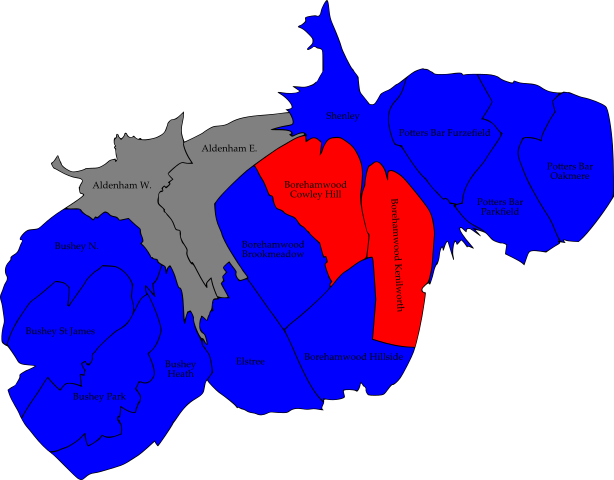 Shenley
Potters Bar Furzefield
Aldenham E.
Potters Bar
Oakmere
Aldenham W.
Borehamwood
Cowley Hill
Borehamwood Kenilworth
Potters Bar
Parkfield
Bushey N.
Borehamwood
Brookmeadow
Bushey St James
Elstree
Borehamwood Hillside
Bushey
Heath
Bushey Park